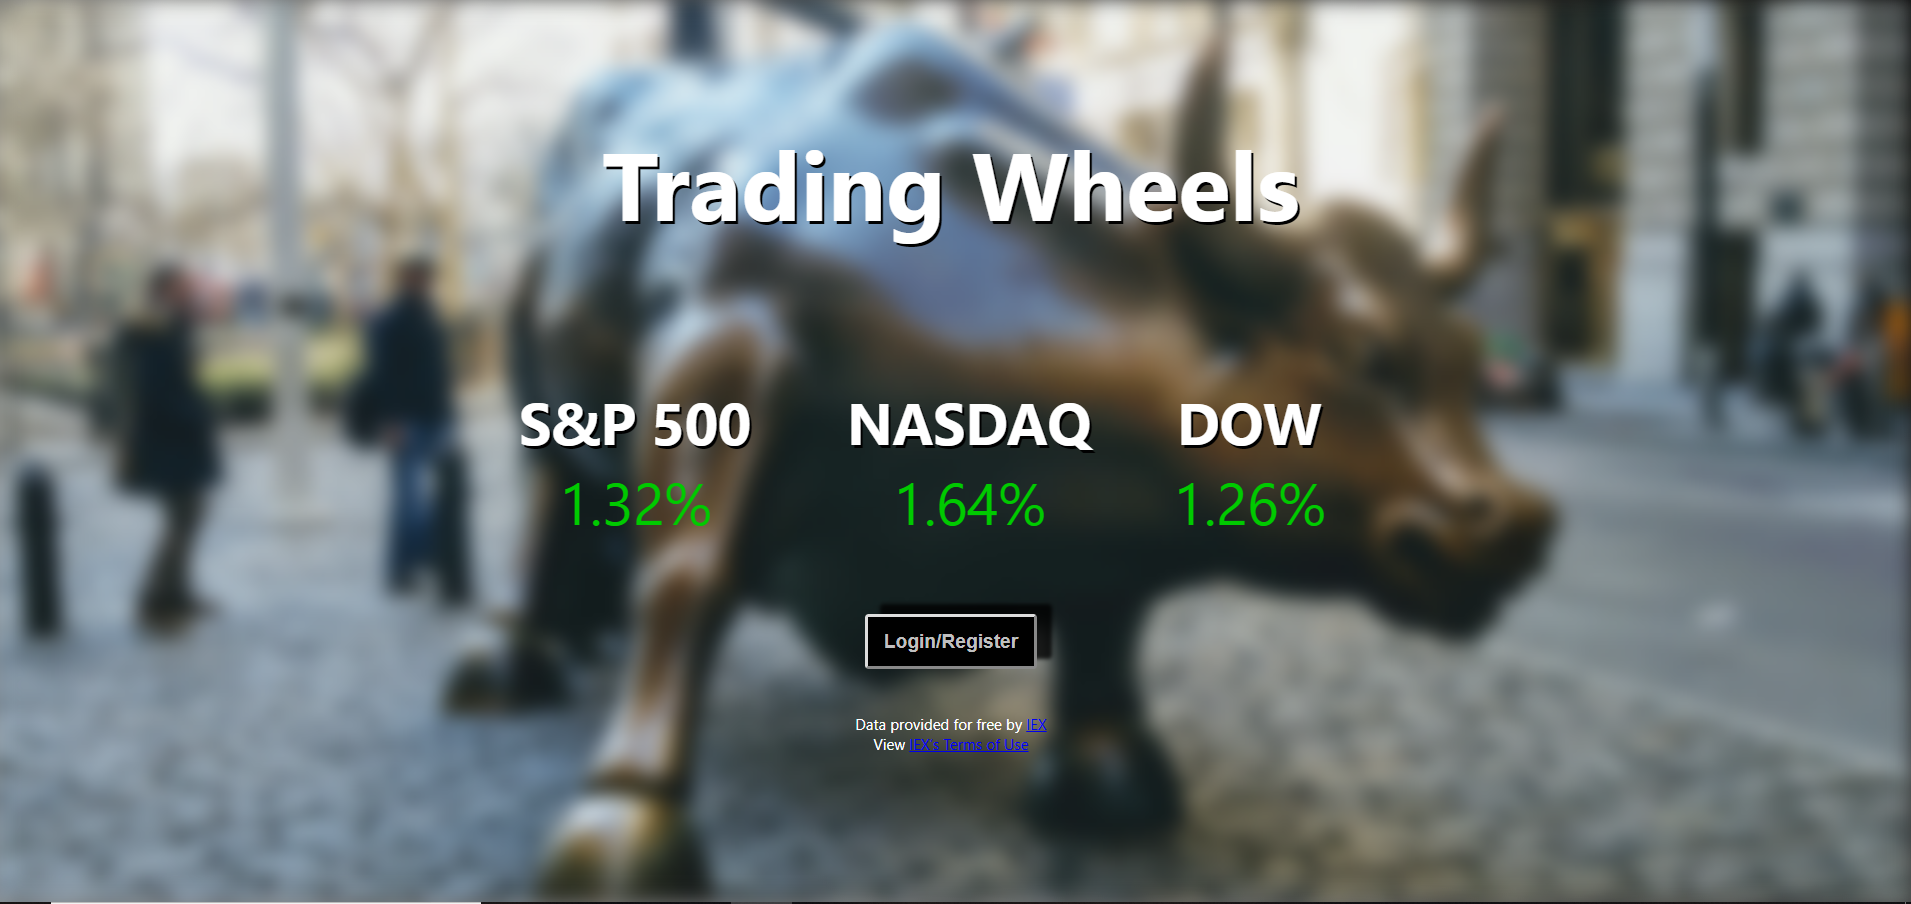 Trading Wheels
S&P 500 NASDAQ DOW
1.32% 1.64% 1.26%
Login/Register
Data provided for free by IEX
View IEX's Terms of Use